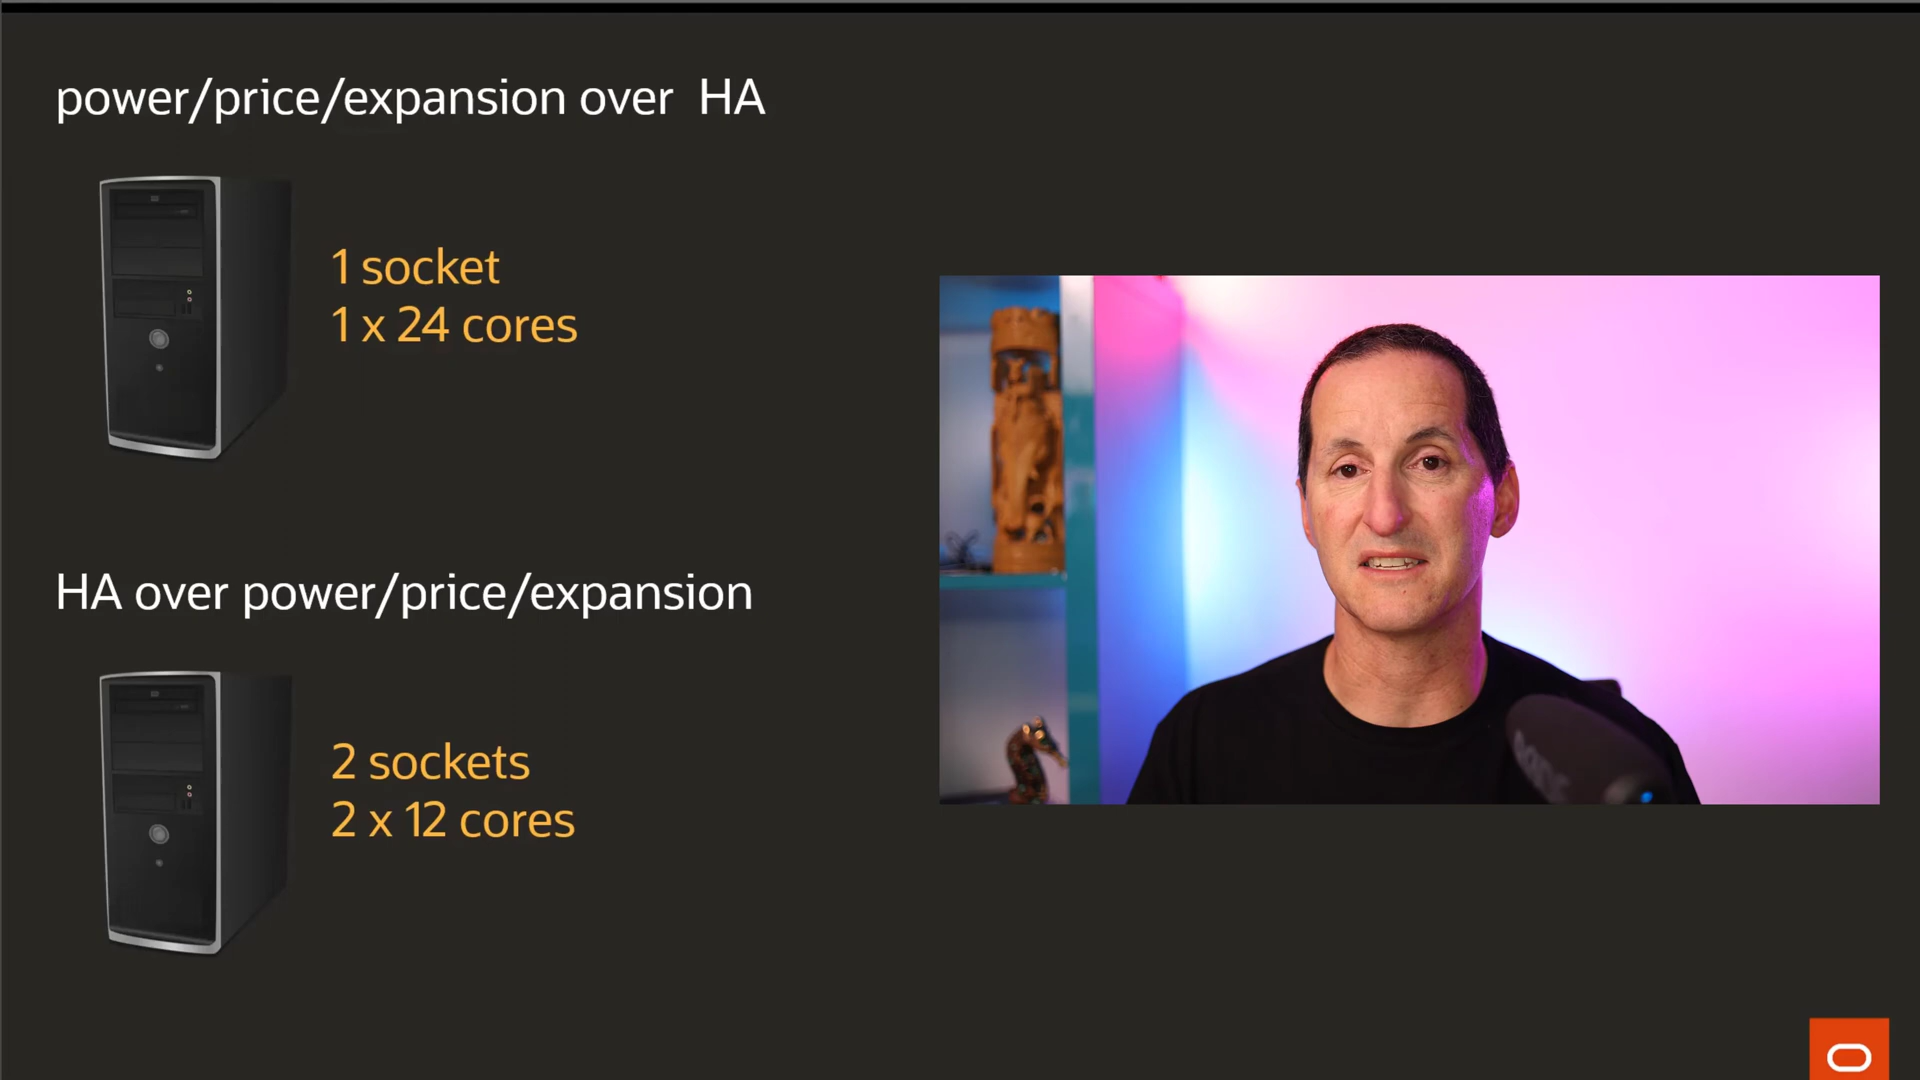 power/price/expansion over HA
1 socket
1 x 24 cores
HA over power/price/expansion
2 sockets
2 x 12 cores